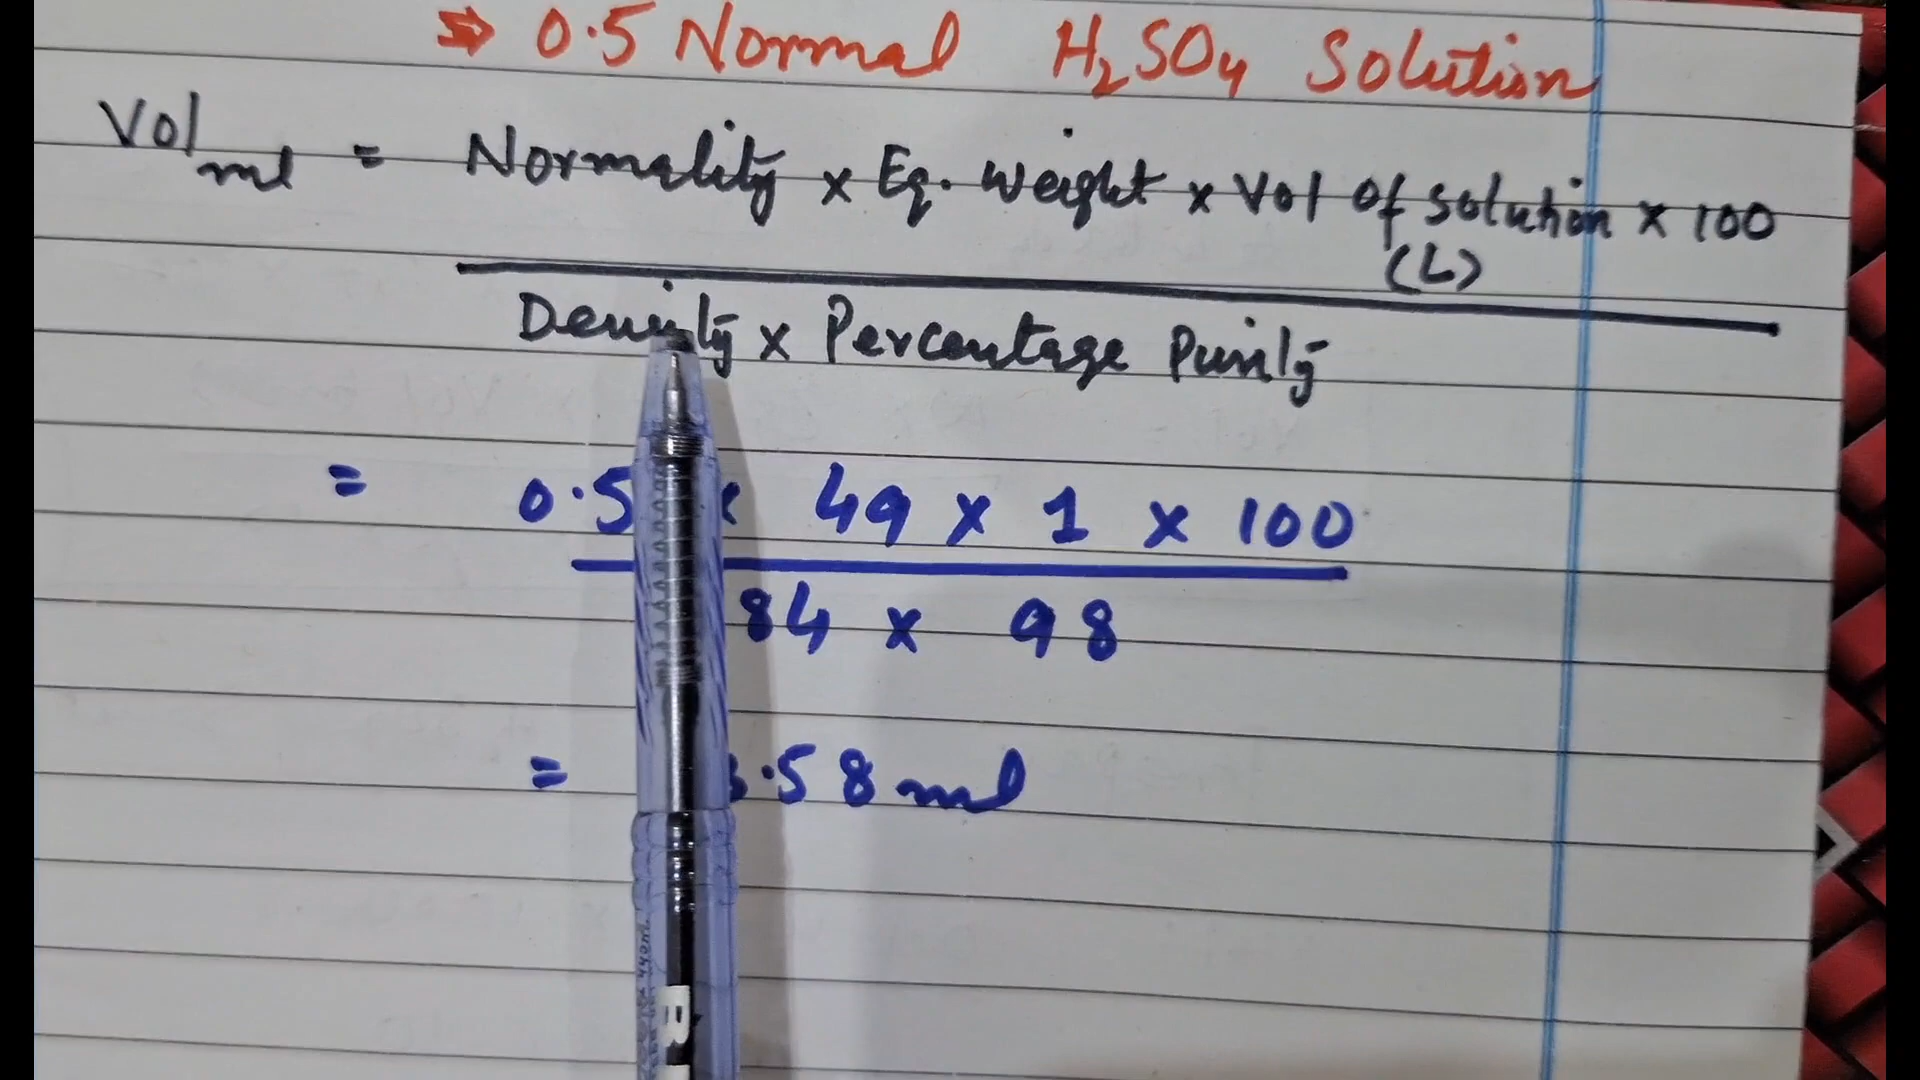 ⇒ 0.5 Normal H₂SO₄ Solution
Vol ml = Normality x Eq. Weight x Vol of solution x 100
(L)
Density x Percentage Purity
= 0.5 x 49 x 1 x 100
84 x 98
= 3.58 ml